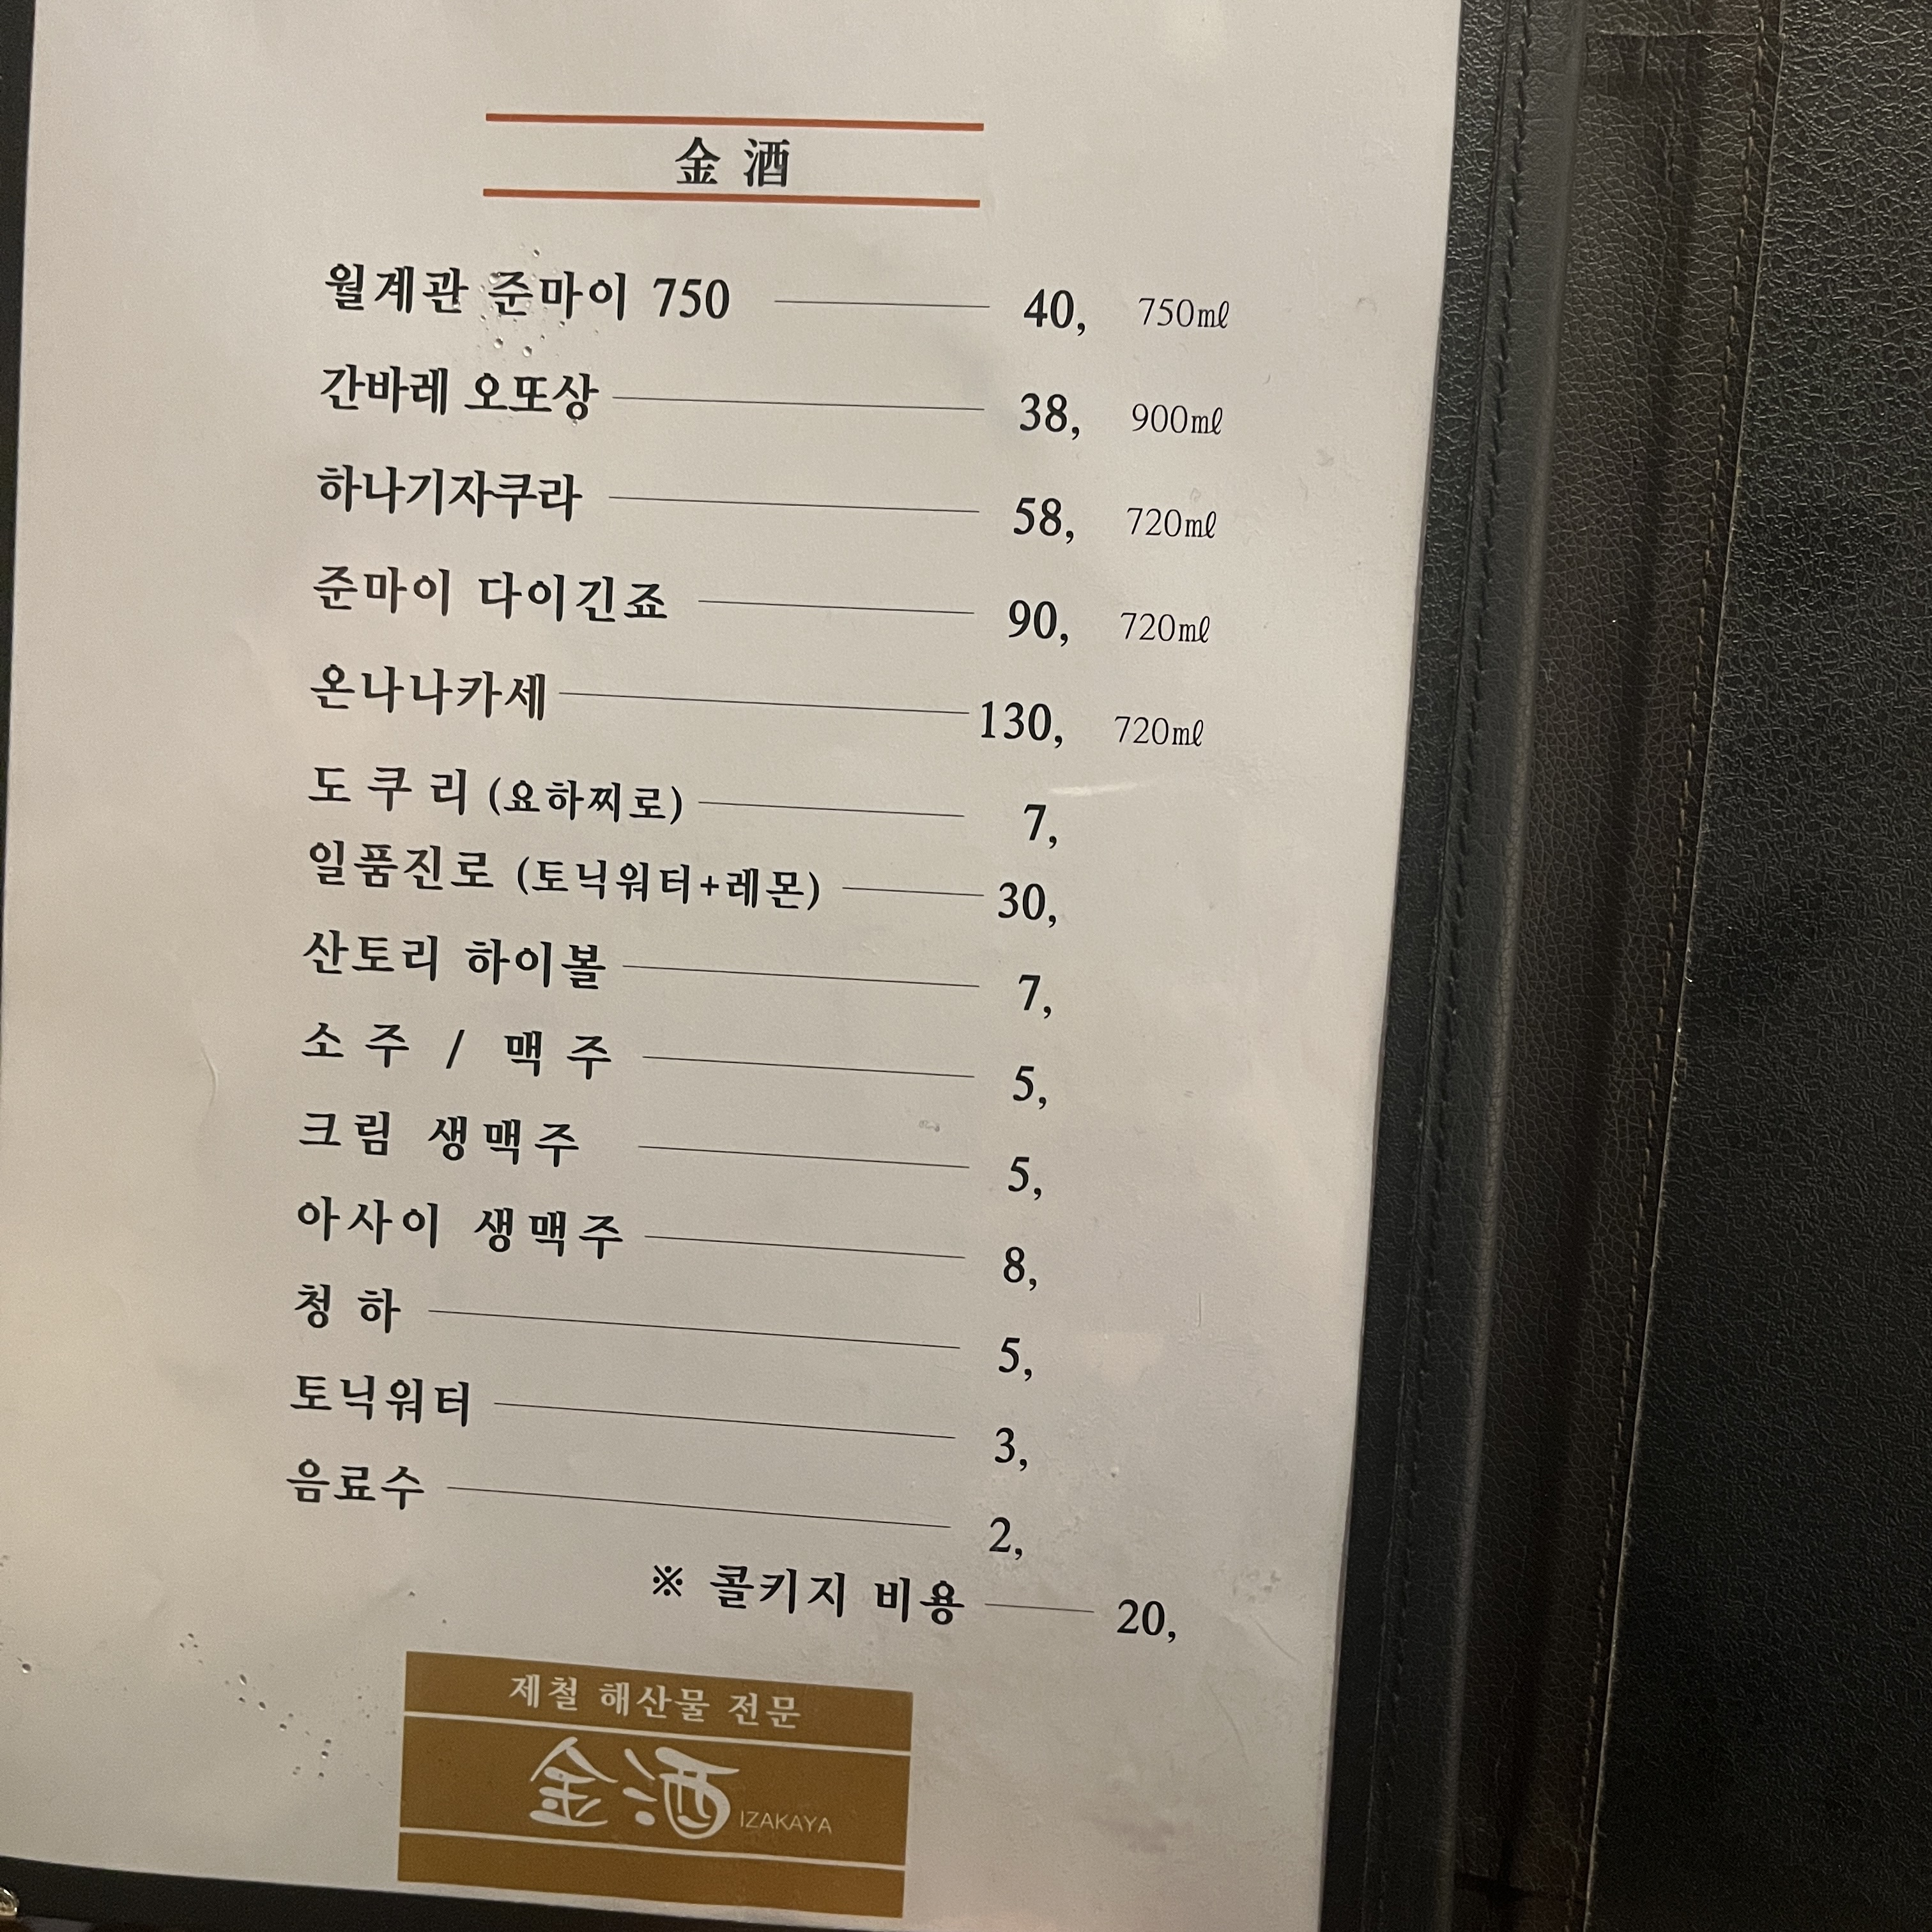 金 酒
월계관 준마이 750 40, 750㎖
간바레 오또상 38, 900㎖
하나기자쿠라 58, 720㎖
준마이 다이긴죠 90, 720㎖
온나나카세 130, 720㎖
도 쿠 리 (요하찌로) 7,
일품진로 (토닉워터+레몬) 30,
산토리 하이볼 7,
소 주 / 맥 주 5,
크림 생맥주 5,
아사이 생맥주 8,
청 하 5,
토닉워터 3,
음료수 2,
※ 콜키지 비용 20,
제철 해산물 전문
金酒 IZAKAYA